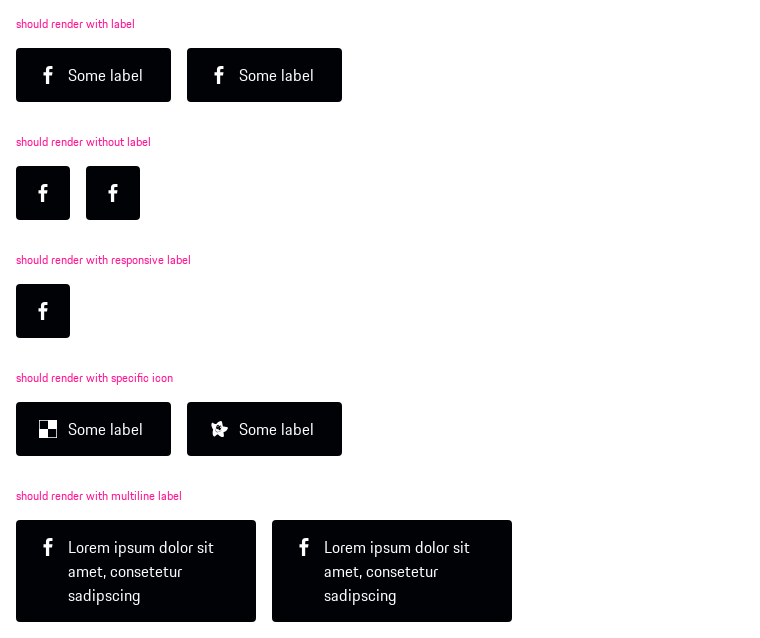 should render with label
Some label
Some label
should render without label
should render with responsive label
should render with specific icon
Some label
Some label
should render with multiline label
Lorem ipsum dolor sit
amet, consetetur
sadipscing
Lorem ipsum dolor sit
amet, consetetur
sadipscing